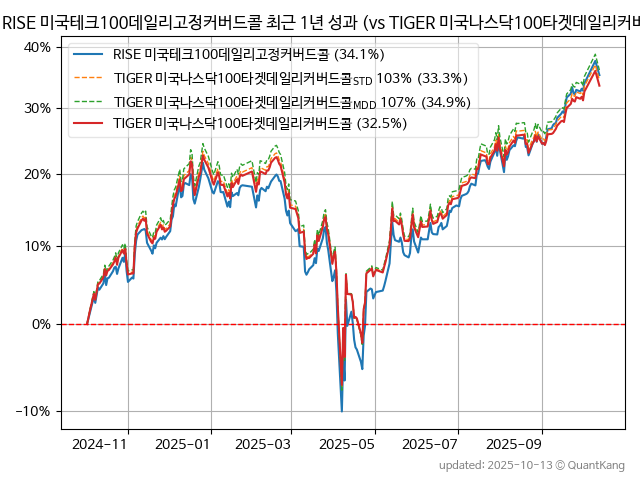 RISE 미국테크100데일리고정커버드콜 최근 1년 성과 (vs TIGER 미국나스닥100타겟데일리커버
40%
30%
20%
10%
0%
−10%
RISE 미국테크100데일리고정커버드콜 (34.1%)
TIGER 미국나스닥100타겟데일리커버드콜STD 103% (33.3%)
TIGER 미국나스닥100타겟데일리커버드콜MDD 107% (34.9%)
TIGER 미국나스닥100타겟데일리커버드콜 (32.5%)
2024-11 2025-01 2025-03 2025-05 2025-07 2025-09
updated: 2025-10-13 © QuantKang